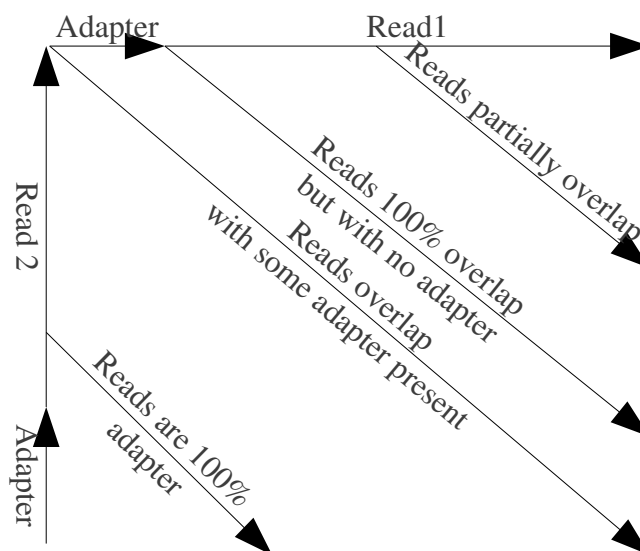 Adapter
Read1
Reads partially overlap
Reads 100% overlap
but with no adapter
Reads overlap
with some adapter present
Read 2
Reads are 100%
adapter
Adapter